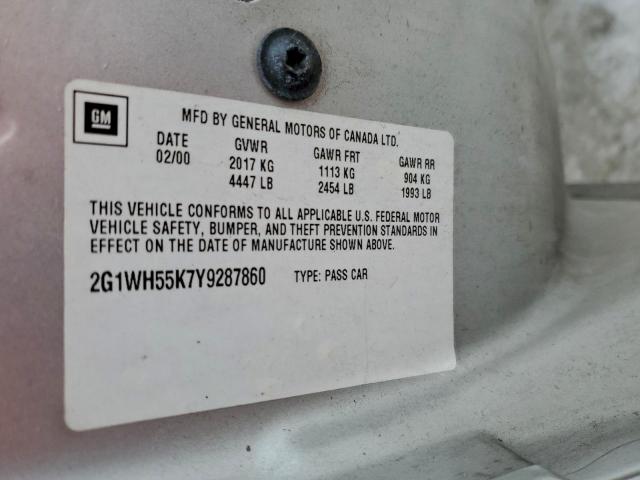 GM
MFD BY GENERAL MOTORS OF CANADA LTD.
DATE GVWR GAWR FRT GAWR RR
02/00 2017 KG 1113 KG 904 KG
4447 LB 2454 LB 1993 LB
THIS VEHICLE CONFORMS TO ALL APPLICABLE U.S. FEDERAL MOTOR
VEHICLE SAFETY, BUMPER, AND THEFT PREVENTION STANDARDS IN
EFFECT ON THE DATE OF MANUFACTURE SHOWN ABOVE.
2G1WH55K7Y9287860 TYPE: PASS CAR